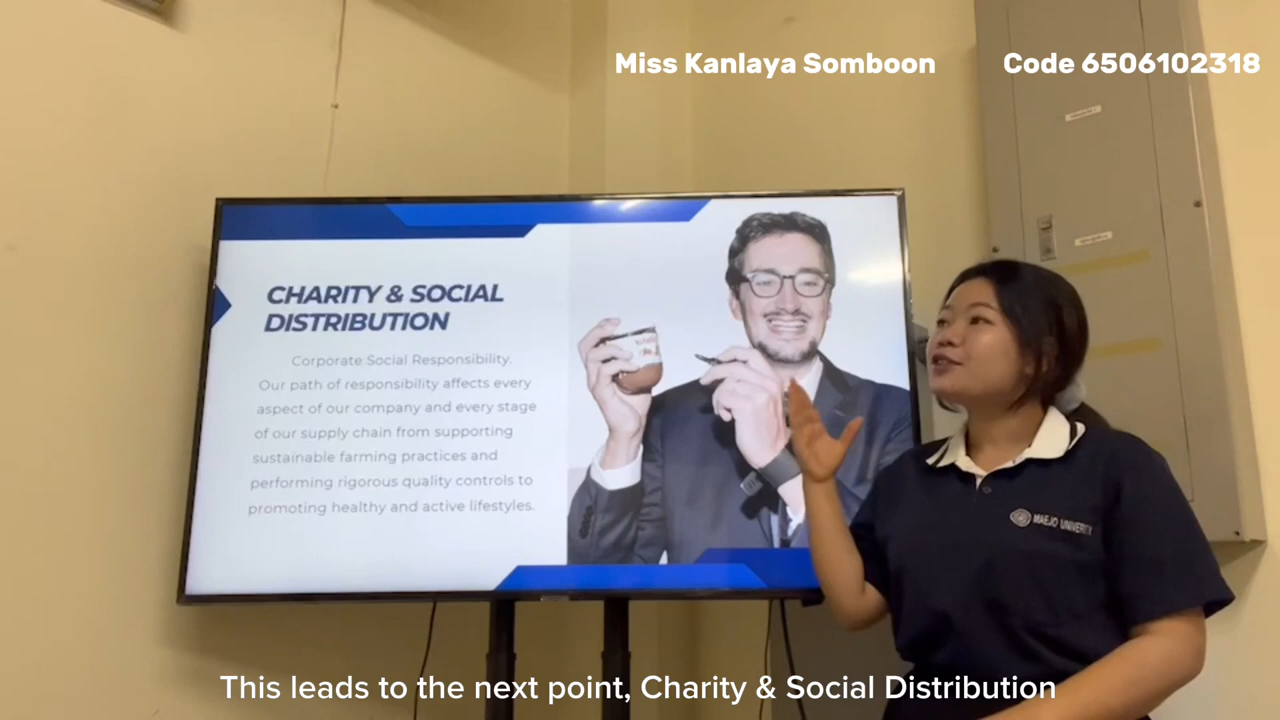 Miss Kanlaya Somboon
Code 6506102318
CHARITY & SOCIAL
DISTRIBUTION
Corporate Social Responsibility.
Our path of responsibility affects every
aspect of our company and every stage
of our supply chain from supporting
sustainable farming practices and
performing rigorous quality controls to
promoting healthy and active lifestyles.
MAEJO
This leads to the next point, Charity & Social Distribution